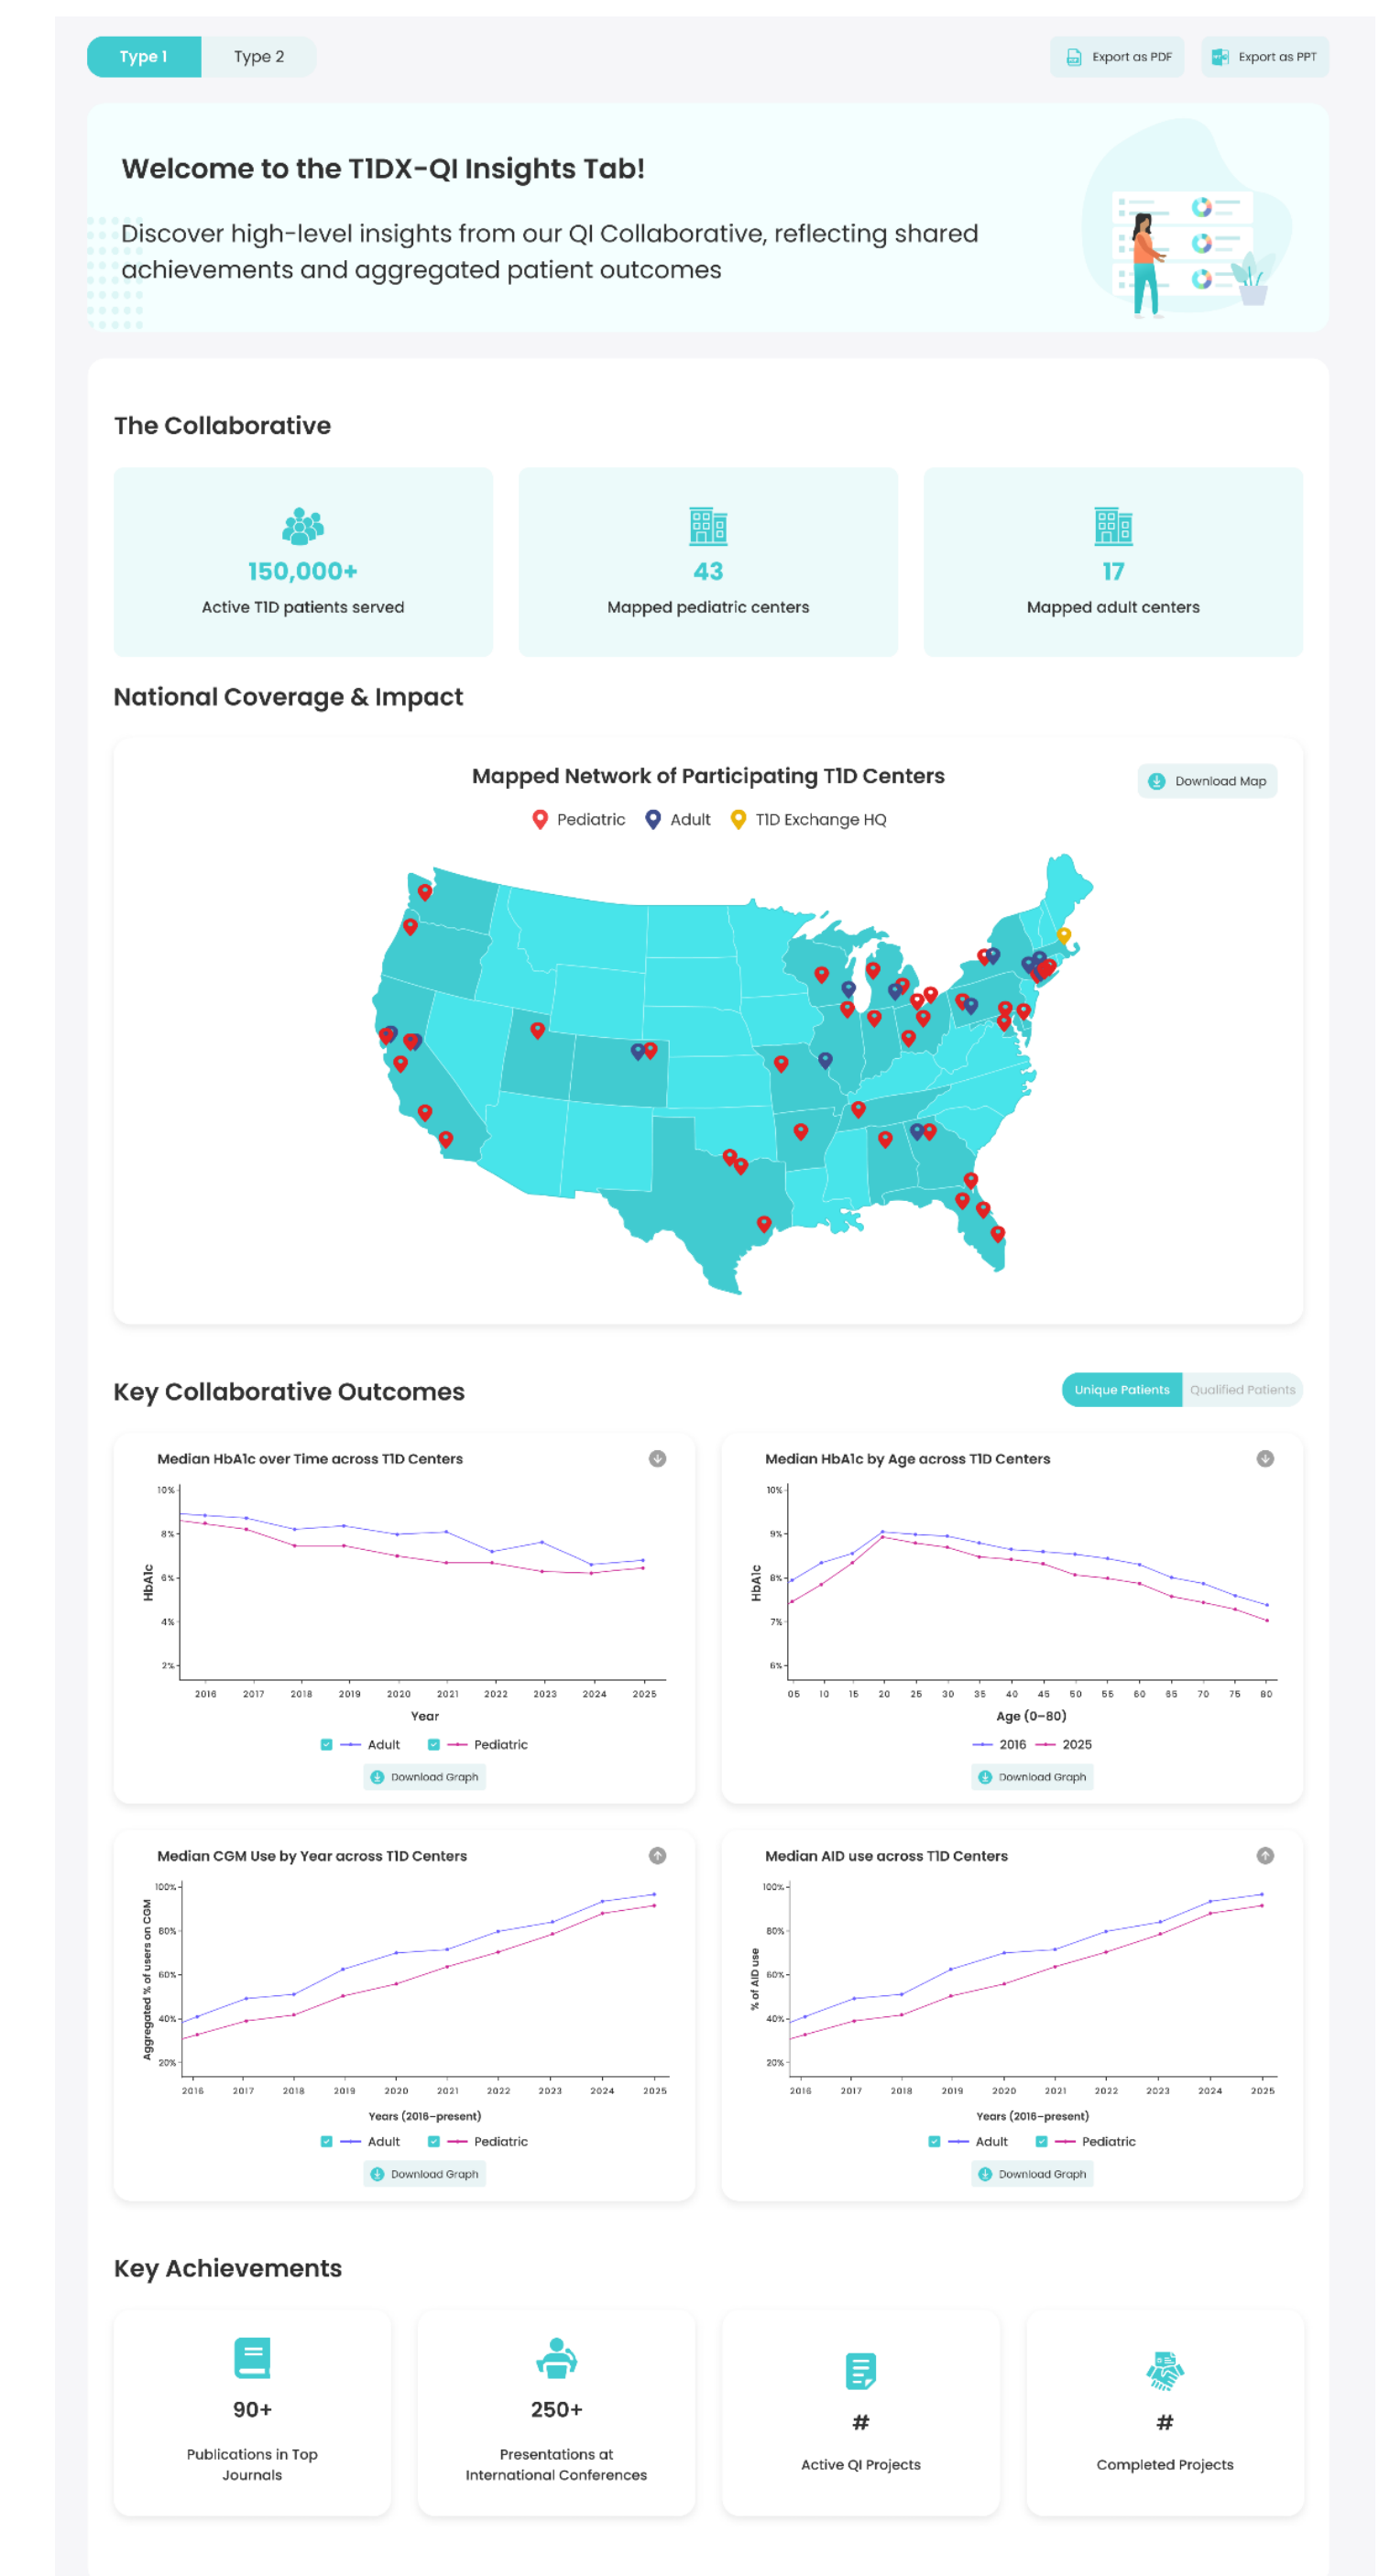 Type 1
Type 2
Export as PDF
Export as PPT
Welcome to the T1DX-QI Insights Tab!
Discover high-level insights from our QI Collaborative, reflecting shared
achievements and aggregated patient outcomes
The Collaborative
150,000+
Active T1D patients served
43
Mapped pediatric centers
17
Mapped adult centers
National Coverage & Impact
Mapped Network of Participating T1D Centers
Download Map
Pediatric
Adult
T1D Exchange HQ
Key Collaborative Outcomes
Unique Patients
Qualified Patients
Median HbA1c over Time across T1D Centers
10%
8%
6%
4%
2%
HbA1c
2016 2017 2018 2019 2020 2021 2022 2023 2024 2025
Year
Adult
Pediatric
Download Graph
Median HbA1c by Age across T1D Centers
10%
9%
8%
7%
6%
HbA1c
05 10 15 20 25 30 35 40 45 50 55 60 65 70 75 80
Age (0-80)
2016
2025
Download Graph
Median CGM Use by Year across T1D Centers
100%
80%
60%
40%
20%
Aggregated % of users on CGM
2016 2017 2018 2019 2020 2021 2022 2023 2024 2025
Years (2016-present)
Adult
Pediatric
Download Graph
Median AID use across T1D Centers
100%
80%
60%
40%
20%
% of AID use
2016 2017 2018 2019 2020 2021 2022 2023 2024 2025
Years (2016-present)
Adult
Pediatric
Download Graph
Key Achievements
90+
Publications in Top
Journals
250+
Presentations at
International Conferences
#
Active QI Projects
#
Completed Projects